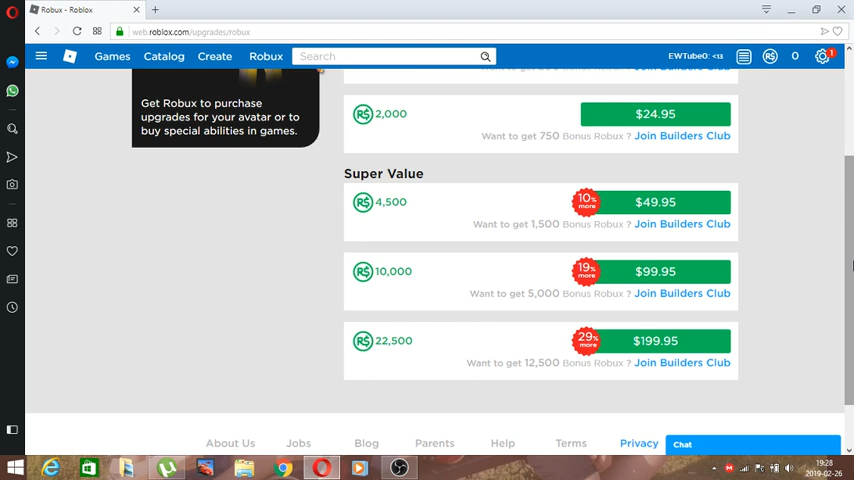 Robux - Roblox
web.roblox.com/upgrades/robux
Games Catalog Create Robux Search EWTube0: <13 0 1
Get Robux to purchase
upgrades for your avatar or to
buy special abilities in games.
R$ 2,000 $24.95
Want to get 750 Bonus Robux ? Join Builders Club
Super Value
R$ 4,500 10% more $49.95
Want to get 1,500 Bonus Robux ? Join Builders Club
R$ 10,000 19% more $99.95
Want to get 5,000 Bonus Robux ? Join Builders Club
R$ 22,500 29% more $199.95
Want to get 12,500 Bonus Robux ? Join Builders Club
About Us Jobs Blog Parents Help Terms Privacy
Chat
19:28
2019-02-26